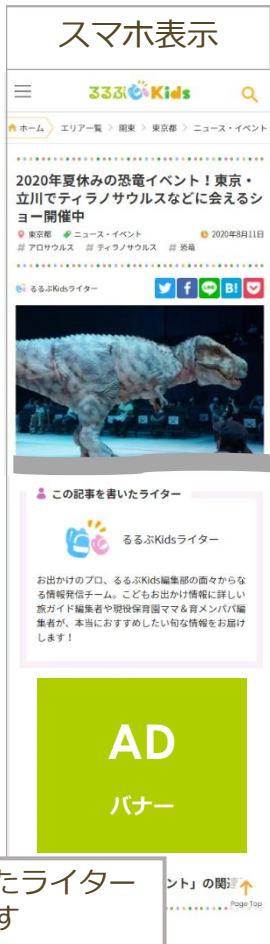 スマホ表示
るるぶKids
ホーム > エリア一覧 > 関東 > 東京都 > ニュース・イベント
2020年夏休みの恐竜イベント！東京・
立川でティラノサウルスなどに会えるシ
ョー開催中
東京都 ニュース・イベント 2020年8月11日
# アロサウルス # ティラノサウルス # 恐竜
るるぶKidsライター
f LINE B!
この記事を書いたライター
るるぶKidsライター
お出かけのプロ、るるぶKids編集部の面々からな
る情報発信チーム。こどもお出かけ情報に詳しい
旅ガイド編集者や現役保育園ママ＆育メンパパ編
集者が、本当におすすめしたい旬な情報をお届け
します！
AD
バナー
たライター
す
ント」の関連
Page Top